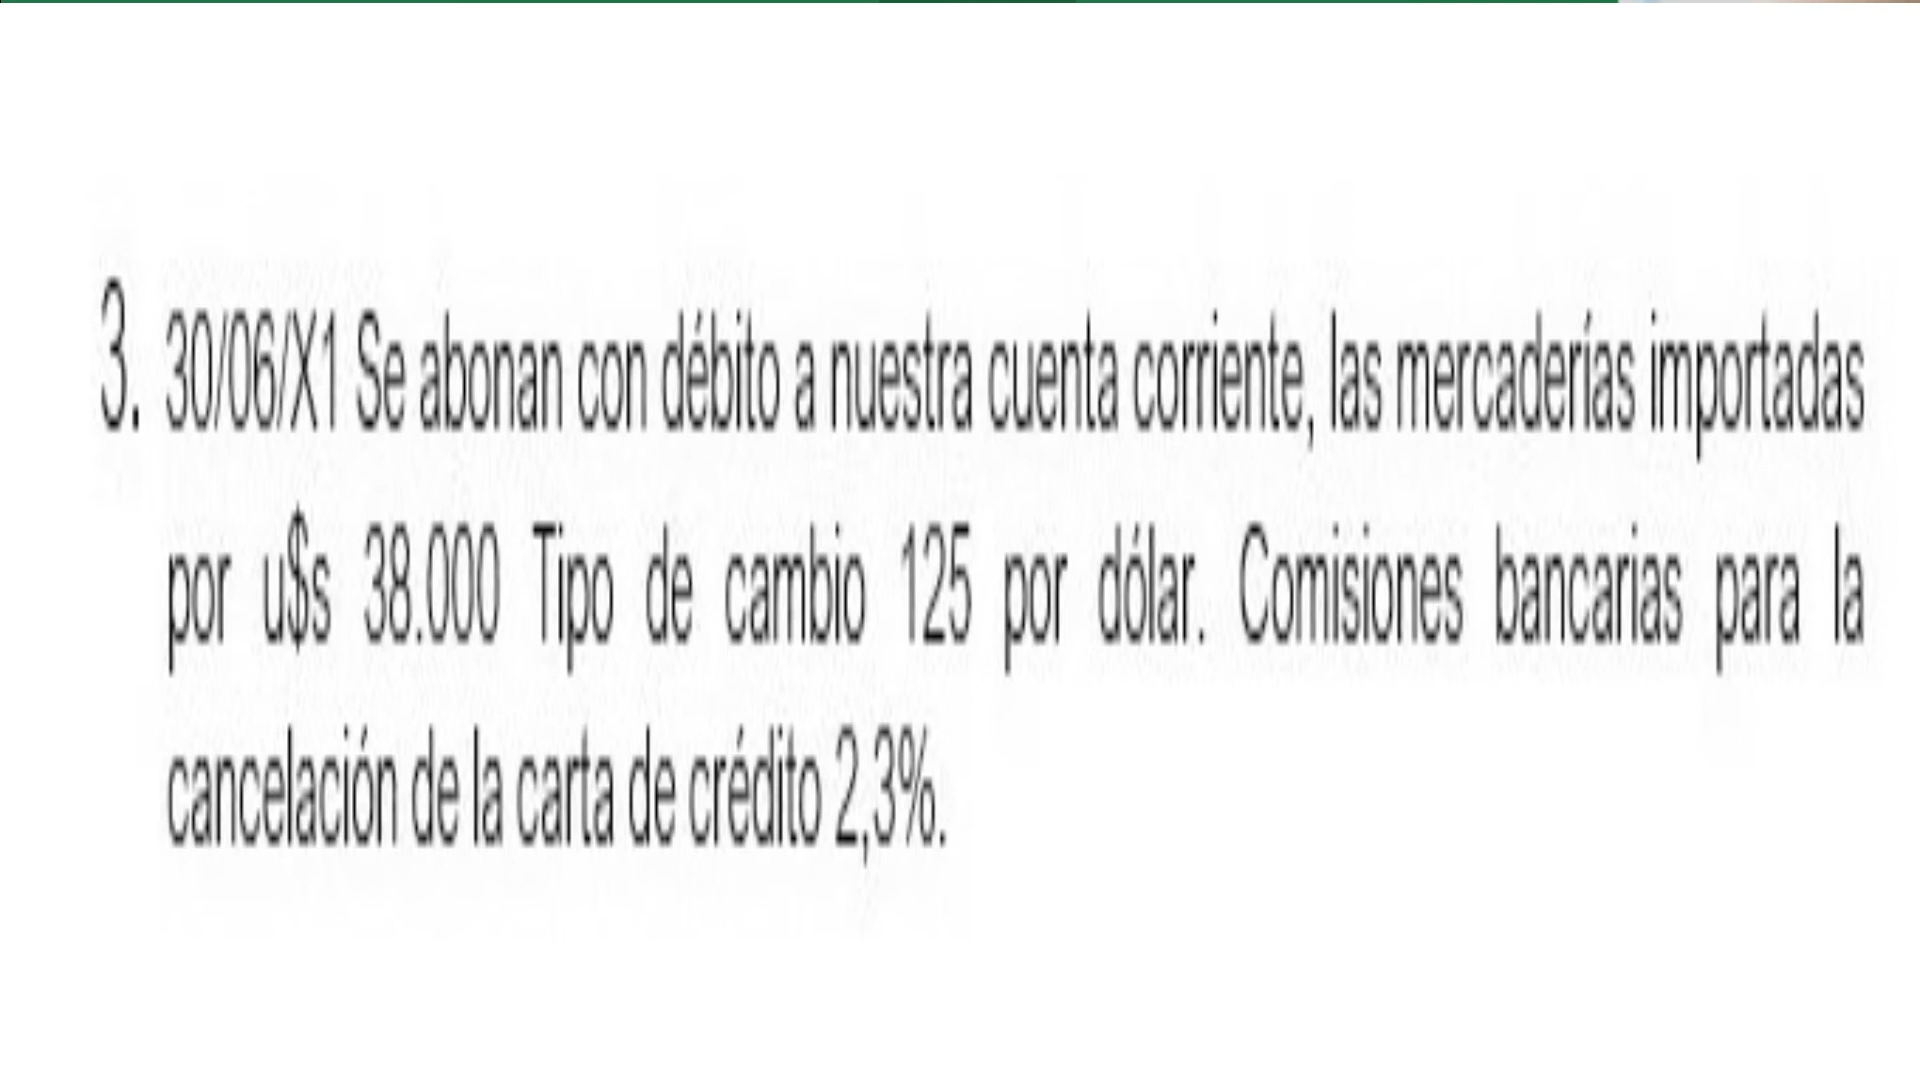 3. 30/06/X1 Se abonan con débito a nuestra cuenta corriente, las mercaderías importadas
por u$s 38.000 Tipo de cambio 125 por dólar. Comisiones bancarias para la
cancelación de la carta de crédito 2,3%.